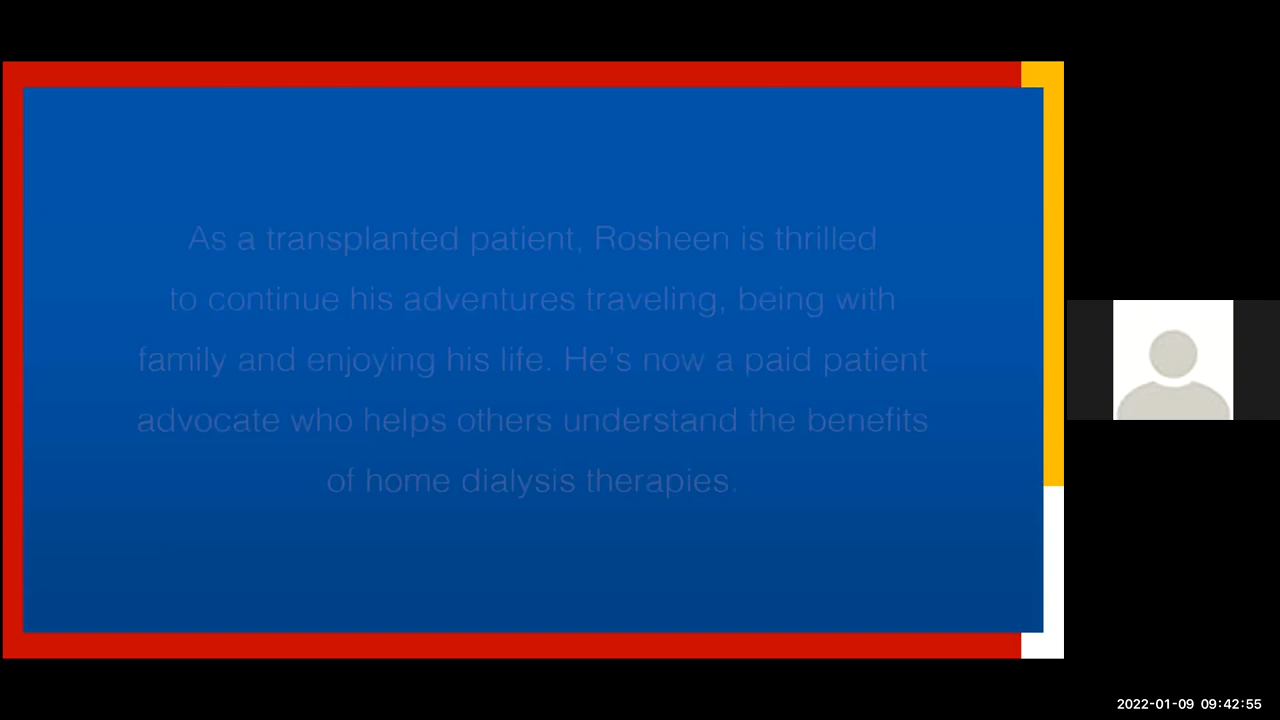 As a transplanted patient, Rosheen is thrilled
to continue his adventures traveling, being with
family and enjoying his life. He's now a paid patient
advocate who helps others understand the benefits
of home dialysis therapies.
2022-01-09 09:42:55